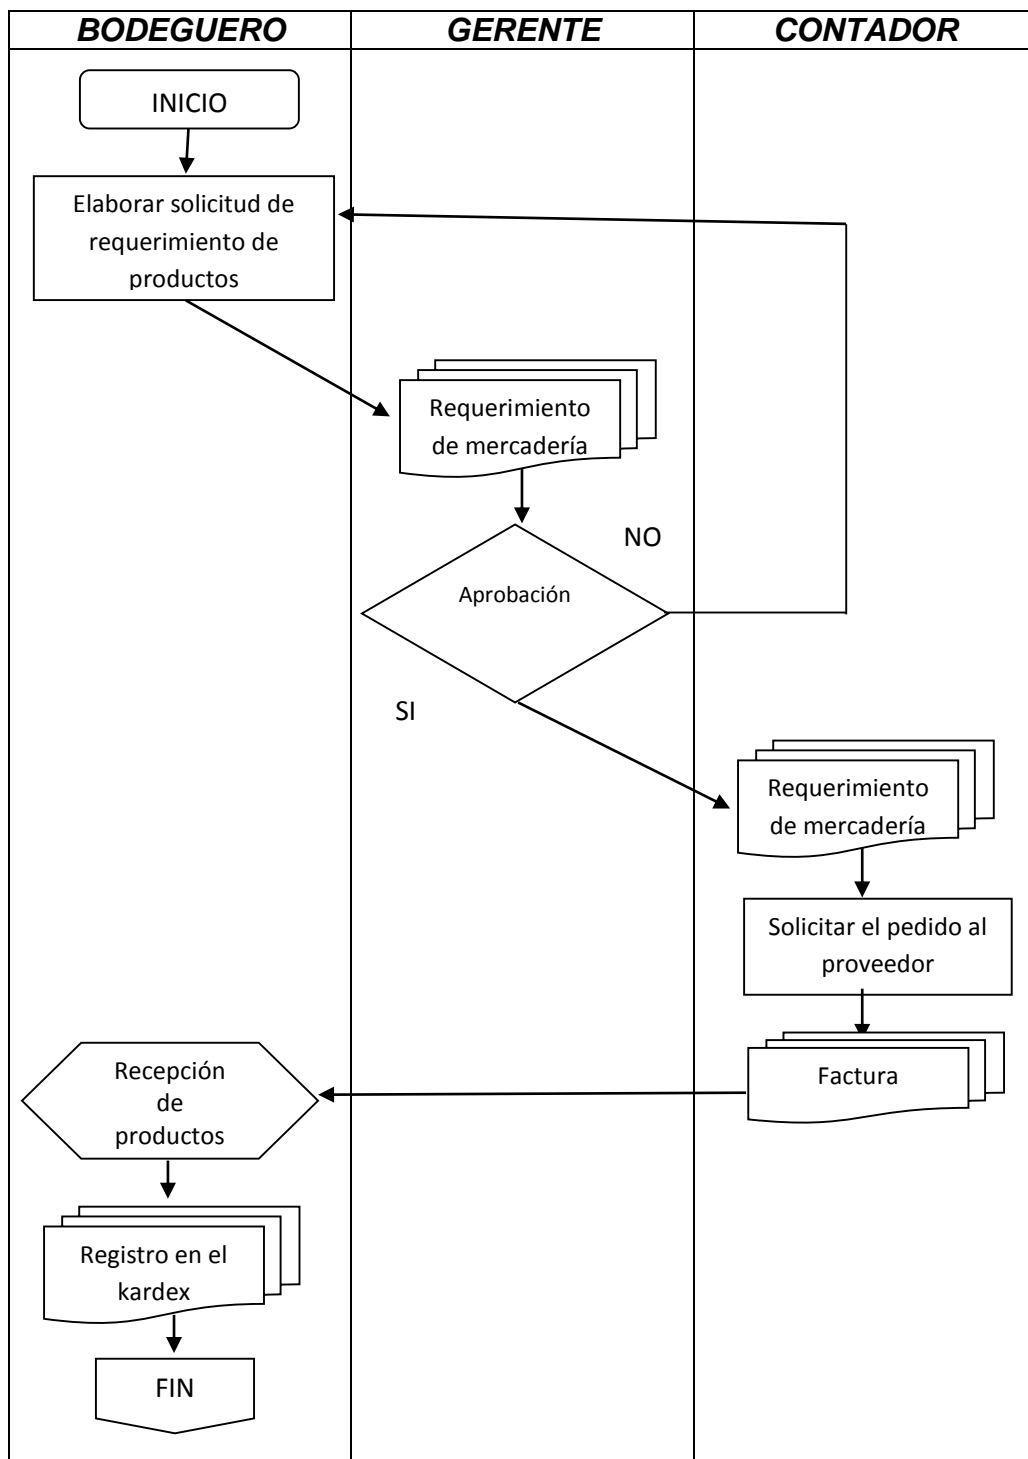 BODEGUERO
GERENTE
CONTADOR
INICIO
Elaborar solicitud de
requerimiento de
productos
Requerimiento
de mercadería
NO
Aprobación
SI
Requerimiento
de mercadería
Solicitar el pedido al
proveedor
Factura
Recepción
de
productos
Registro en el
kardex
FIN